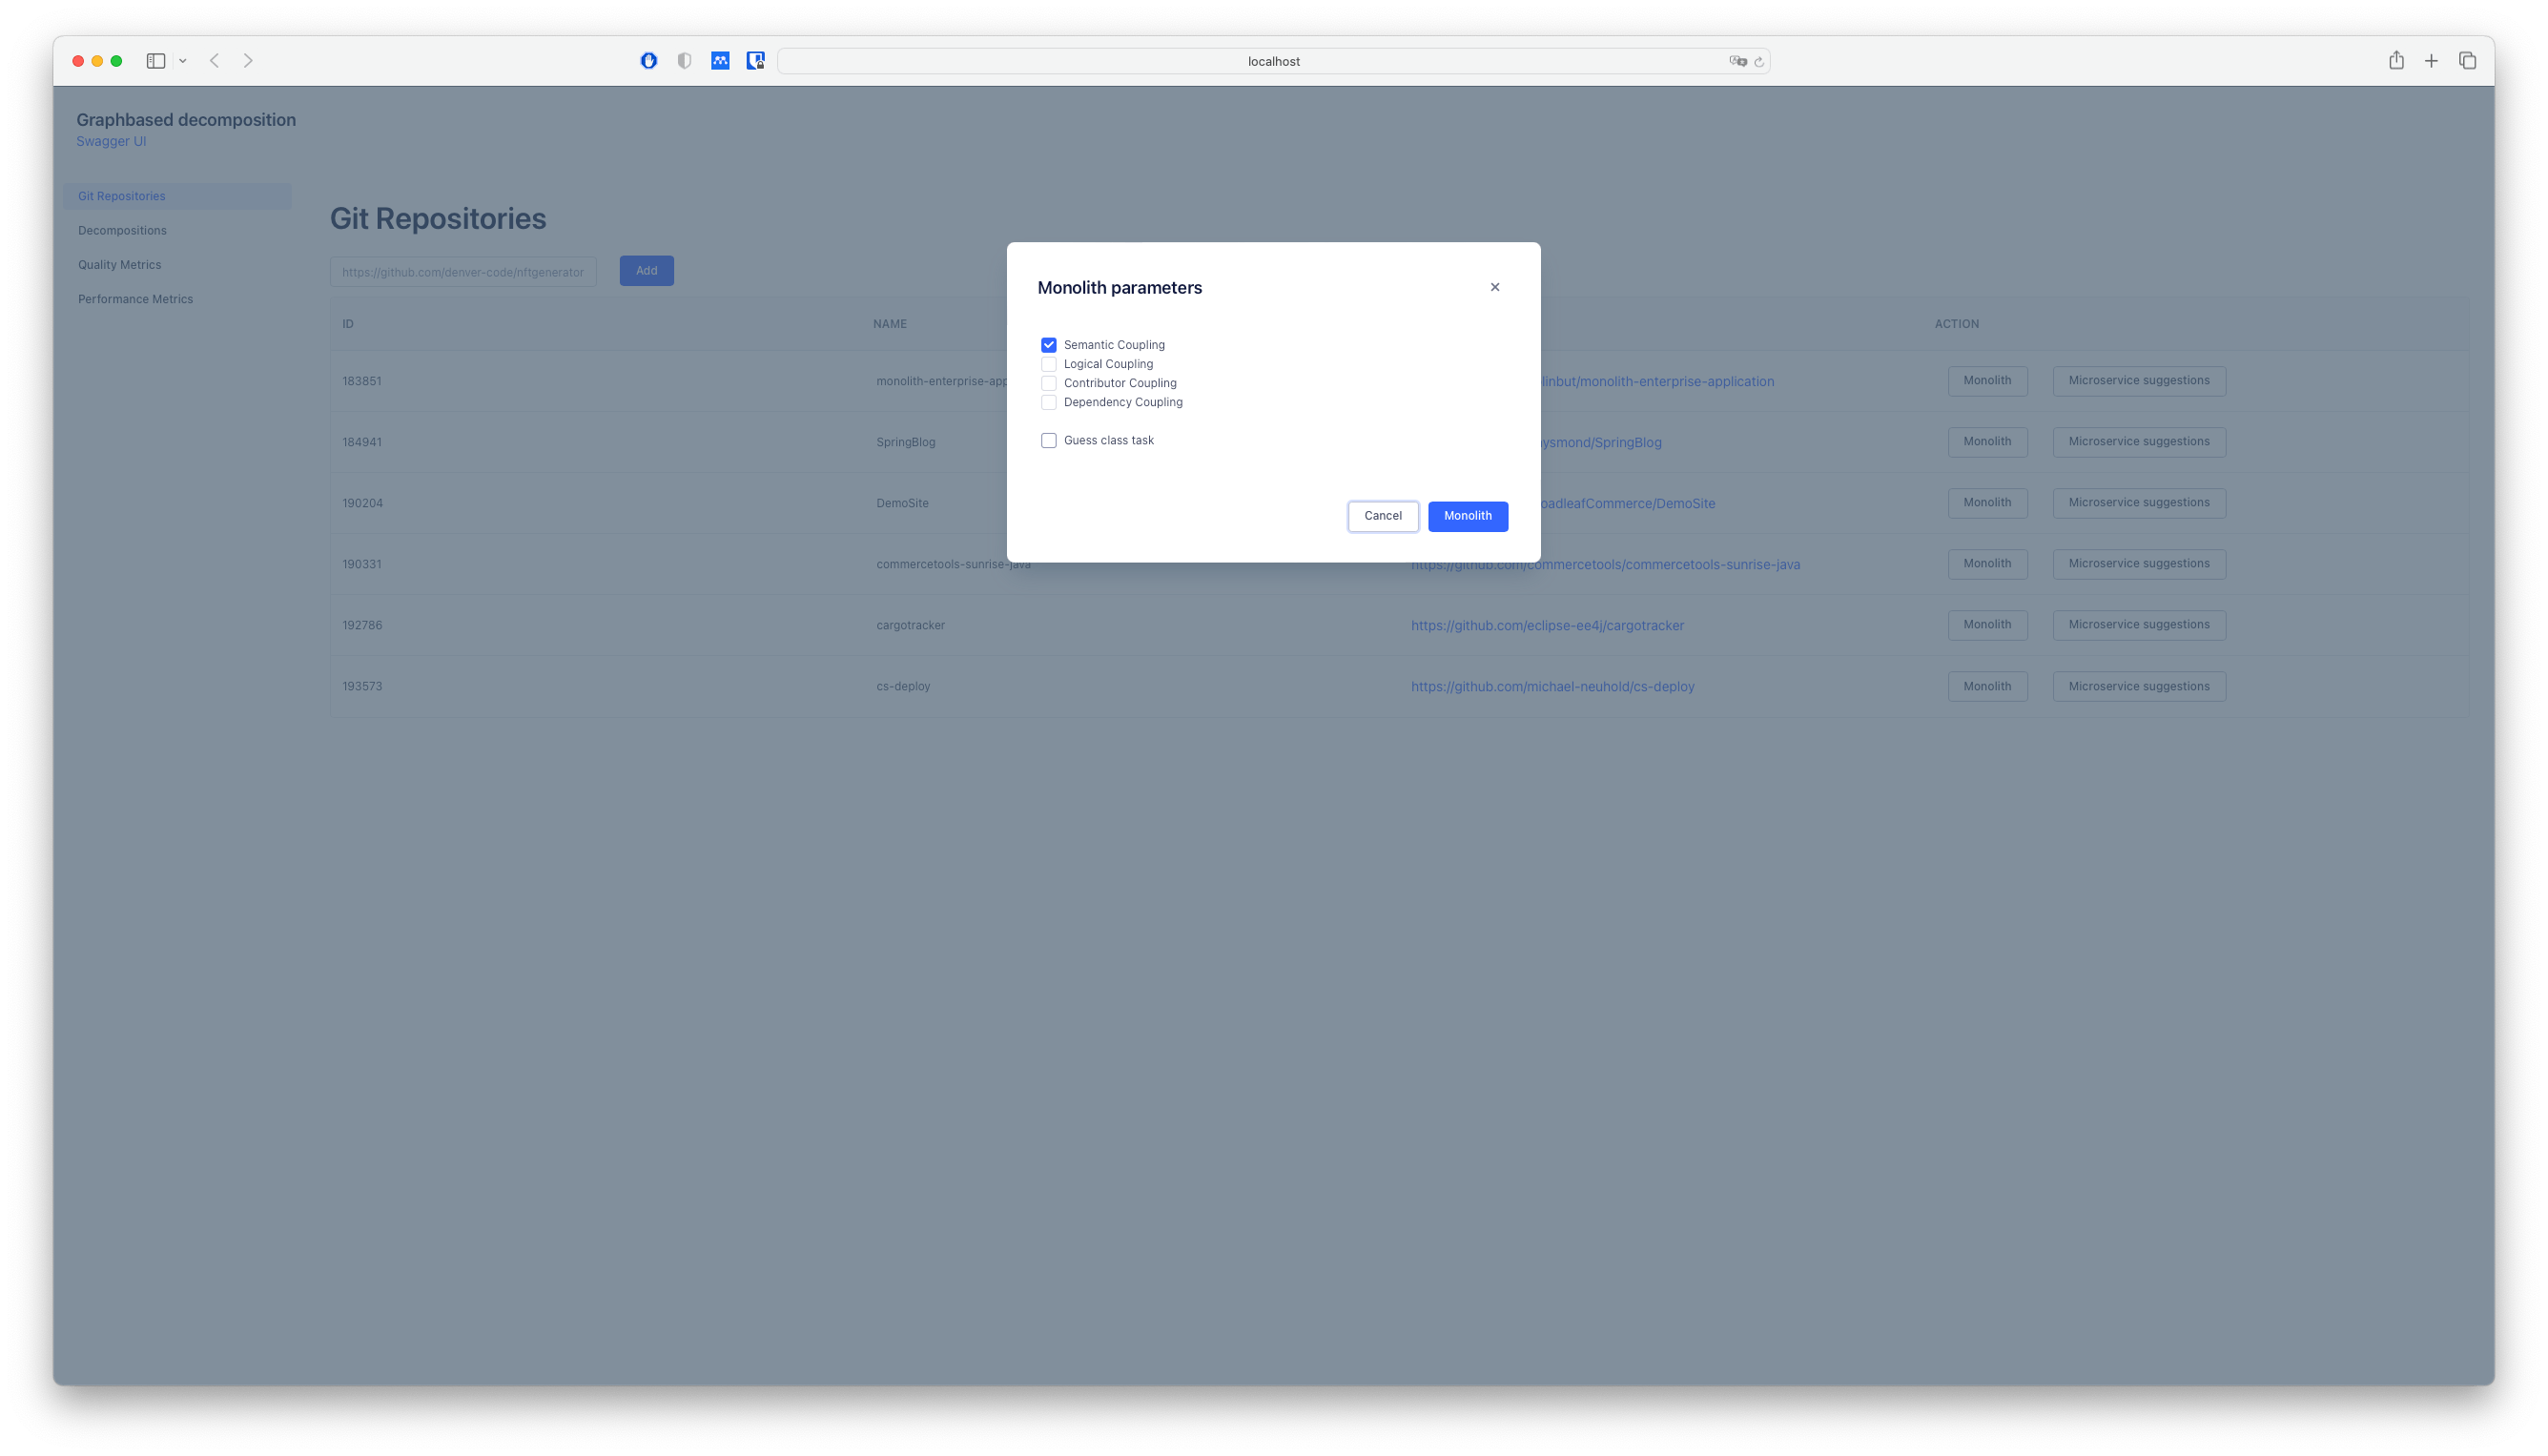 localhost
Graphbased decomposition
Swagger UI
Git Repositories
Decompositions
Quality Metrics
Performance Metrics
Git Repositories
https://github.com/denver-code/nftgenerator Add
ID NAME ACTION
183851 monolith-enterprise-app linbut/monolith-enterprise-application Monolith Microservice suggestions
184941 SpringBlog ysmond/SpringBlog Monolith Microservice suggestions
190204 DemoSite oadleafCommerce/DemoSite Monolith Microservice suggestions
190331 commercetools-sunrise-java https://github.com/commercetools/commercetools-sunrise-java Monolith Microservice suggestions
192786 cargotracker https://github.com/eclipse-ee4j/cargotracker Monolith Microservice suggestions
193573 cs-deploy https://github.com/michael-neuhold/cs-deploy Monolith Microservice suggestions
Monolith parameters
Semantic Coupling
Logical Coupling
Contributor Coupling
Dependency Coupling
Guess class task
Cancel Monolith